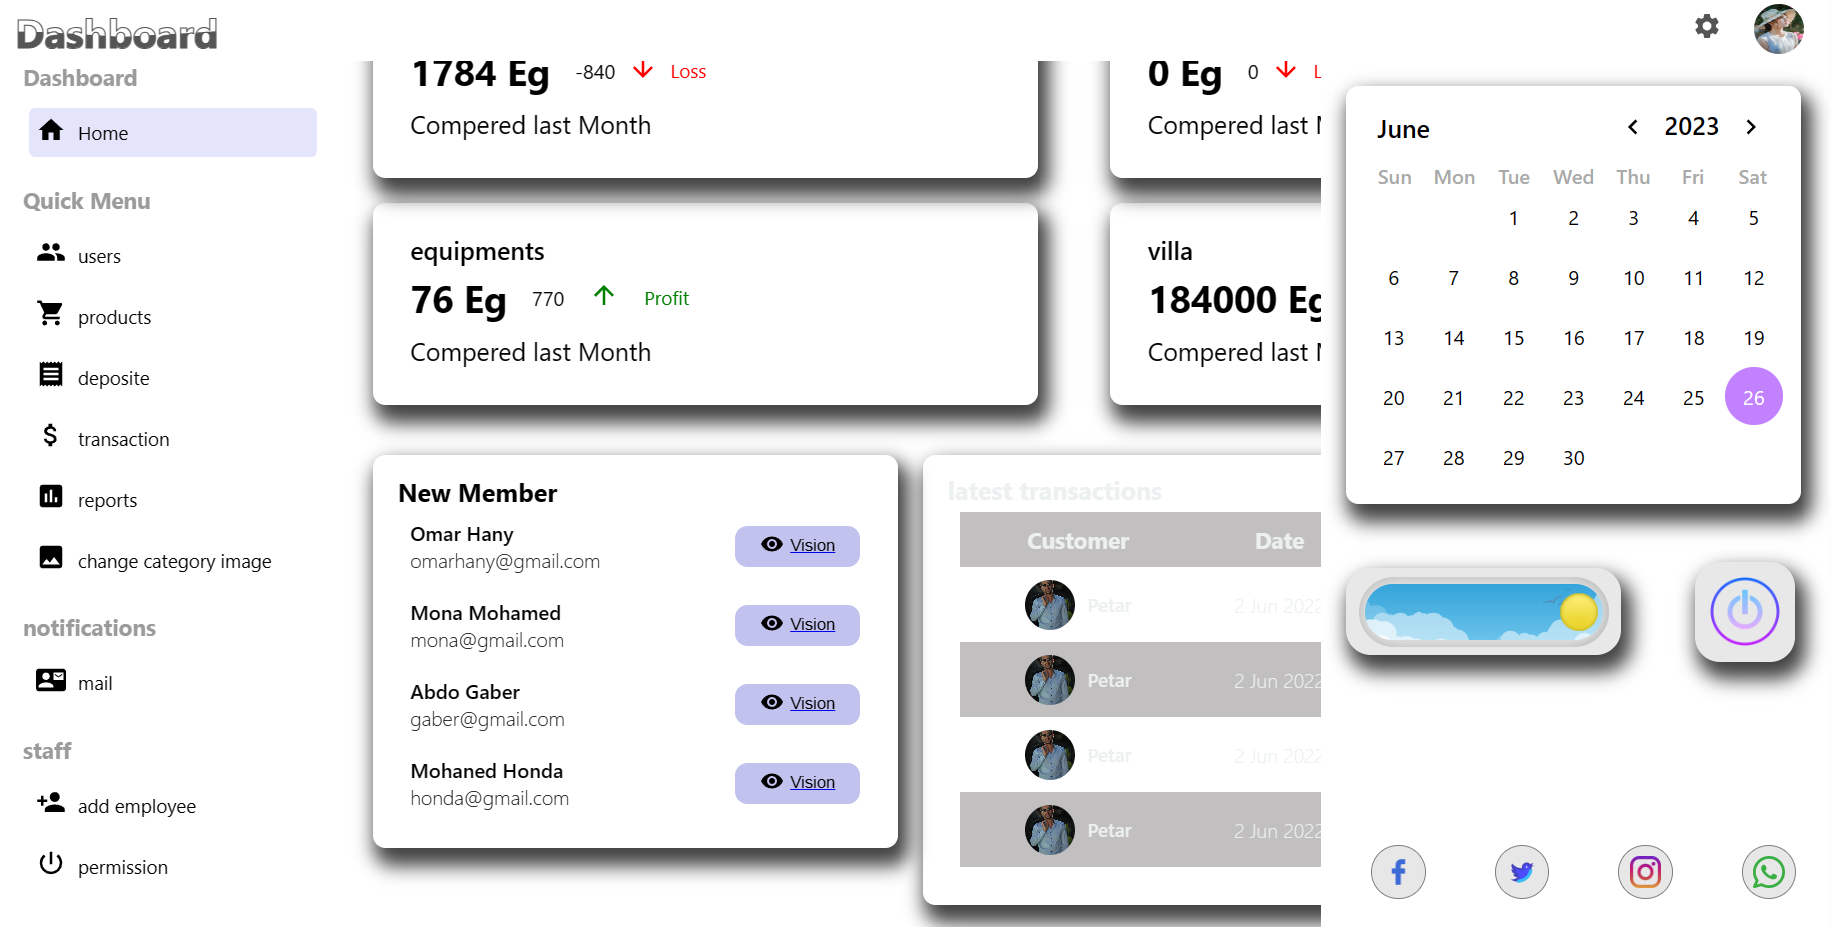 Dashboard
Dashboard
Home
Quick Menu
users
products
deposite
transaction
reports
change category image
notifications
mail
staff
add employee
permission
1784 Eg -840 Loss
Compered last Month
0 Eg 0 L
Compered last
equipments
76 Eg 770 Profit
Compered last Month
villa
184000 Eg
Compered last
New Member
Omar Hany
omarhany@gmail.com
Vision
Mona Mohamed
mona@gmail.com
Vision
Abdo Gaber
gaber@gmail.com
Vision
Mohaned Honda
honda@gmail.com
Vision
latest transactions
Customer Date
Petar 2 Jun 2022
Petar 2 Jun 2022
Petar 2 Jun 2022
Petar 2 Jun 2022
June 2023
Sun Mon Tue Wed Thu Fri Sat
1 2 3 4 5
6 7 8 9 10 11 12
13 14 15 16 17 18 19
20 21 22 23 24 25 26
27 28 29 30